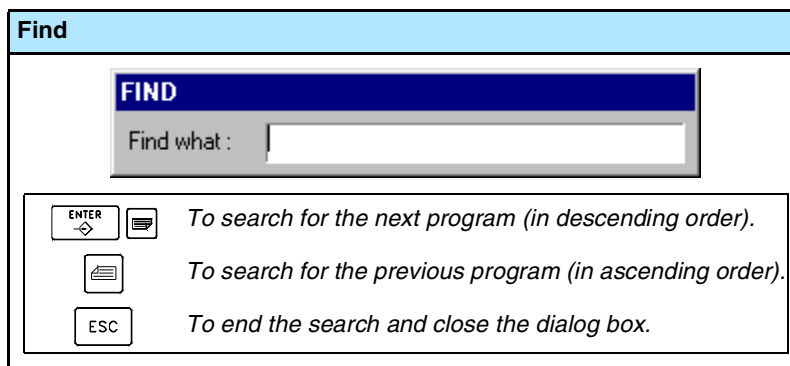 Find
FIND
Find what :
ENTER To search for the next program (in descending order).
To search for the previous program (in ascending order).
ESC To end the search and close the dialog box.